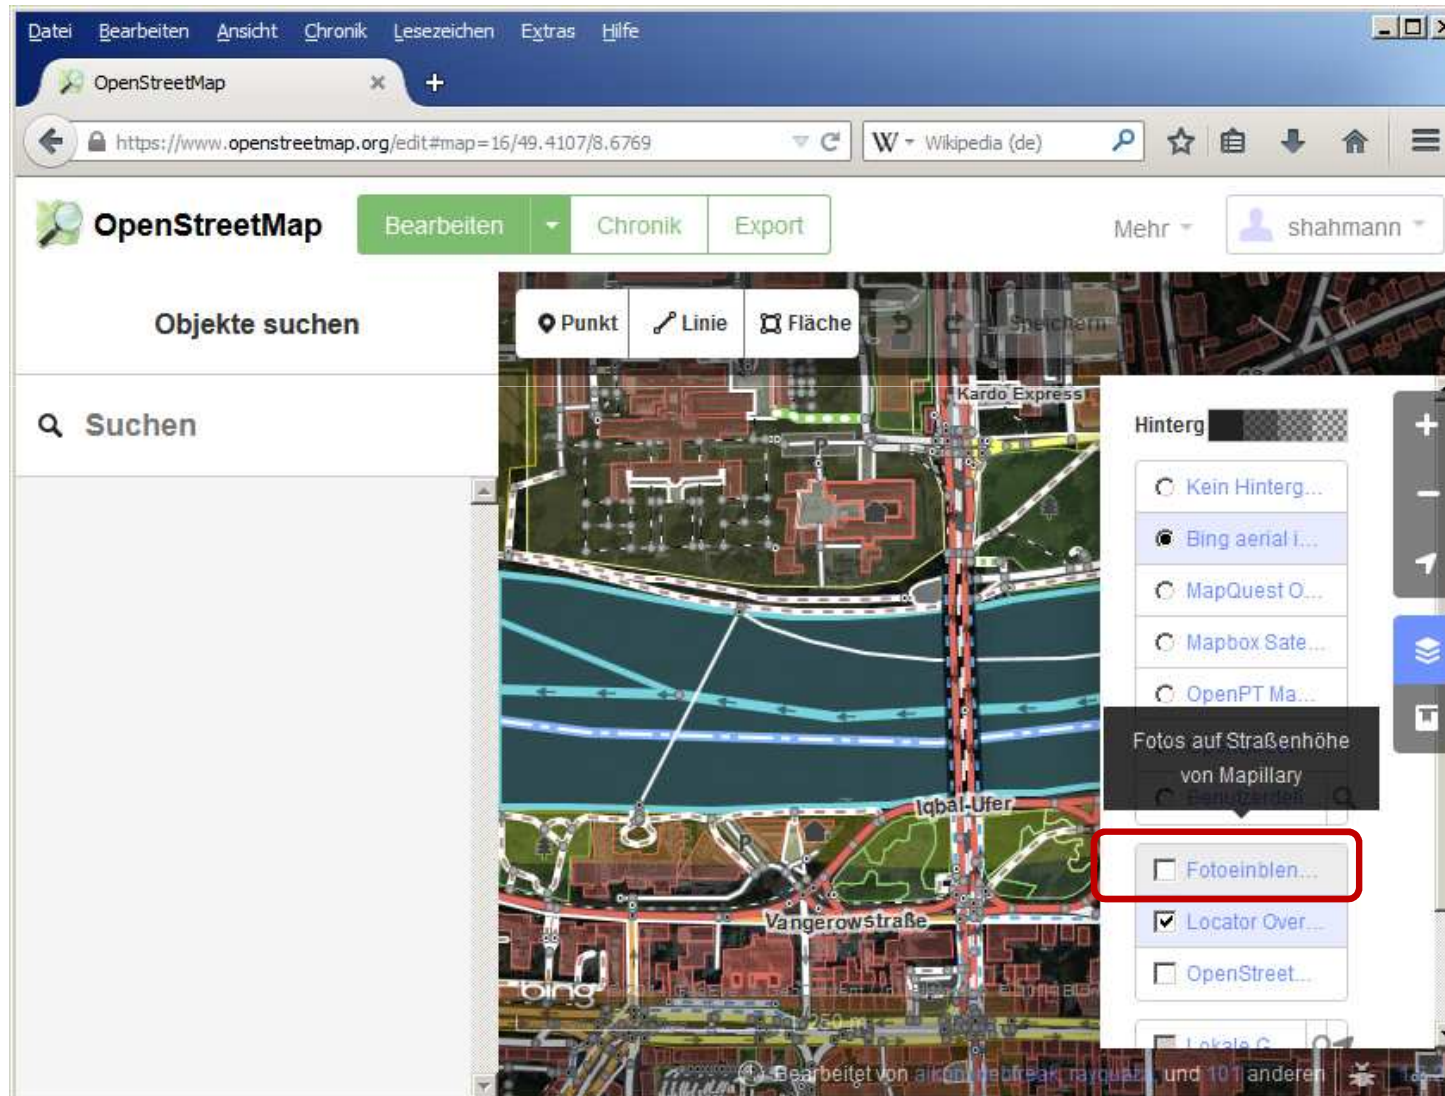 Datei Bearbeiten Ansicht Chronik Lesezeichen Extras Hilfe
OpenStreetMap
https://www.openstreetmap.org/edit#map=16/49.4107/8.6769
W Wikipedia (de)
OpenStreetMap Bearbeiten Chronik Export Mehr shahmann
Objekte suchen
Punkt Linie Fläche Speichern
Suchen
Kardo Express
Hinterg
Kein Hinterg...
Bing aerial i...
MapQuest O...
Mapbox Sate...
OpenPT Ma...
Fotos auf Straßenhöhe
von Mapillary
Benutzerdefi
Iqbal-Ufer
P
P
Fotoeinblen...
Vangerowstraße
Locator Over...
OpenStreet...
bing
250 m
Lokale G
Bearbeitet von und 101 anderen